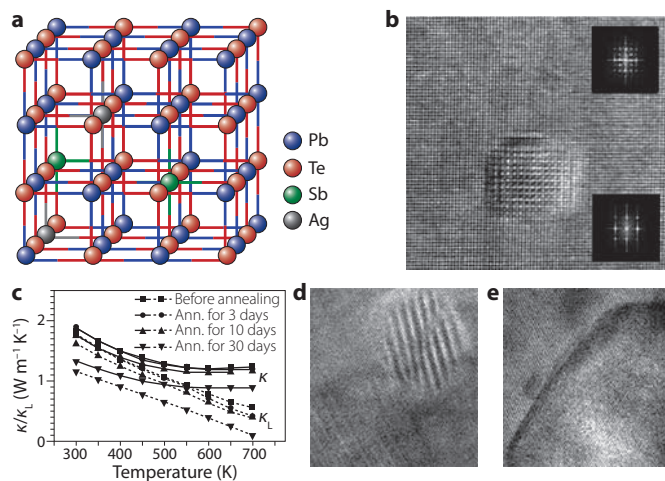 a
Pb
Te
Sb
Ag
b
c
κ/κL (W m⁻¹ K⁻¹)
2
1
0
Before annealing
Ann. for 3 days
Ann. for 10 days
Ann. for 30 days
κ
κL
300 400 500 600 700
Temperature (K)
d
e